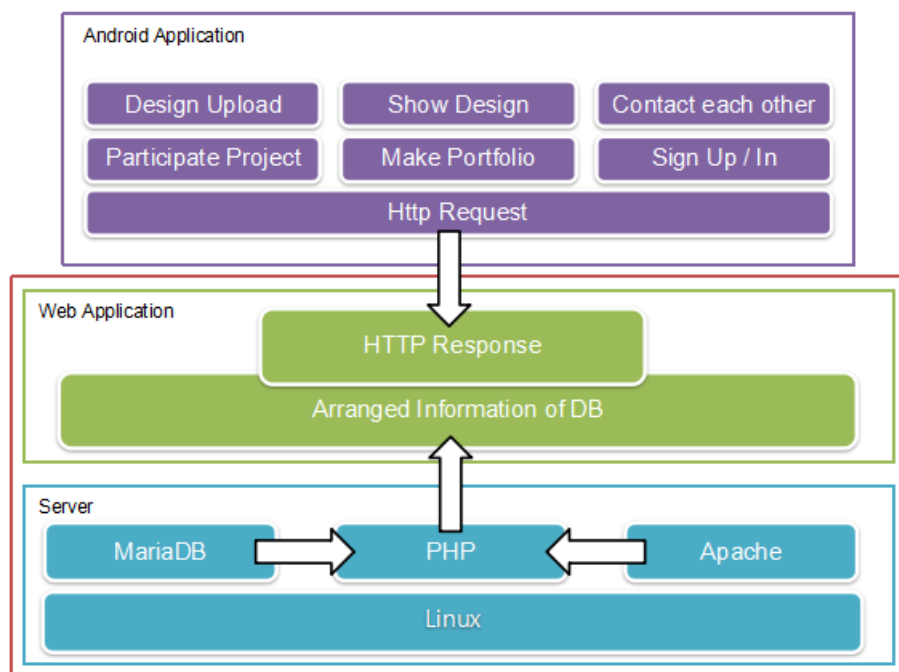 Android Application
Design Upload
Show Design
Contact each other
Participate Project
Make Portfolio
Sign Up / In
Http Request
Web Application
HTTP Response
Arranged Information of DB
Server
MariaDB
PHP
Apache
Linux